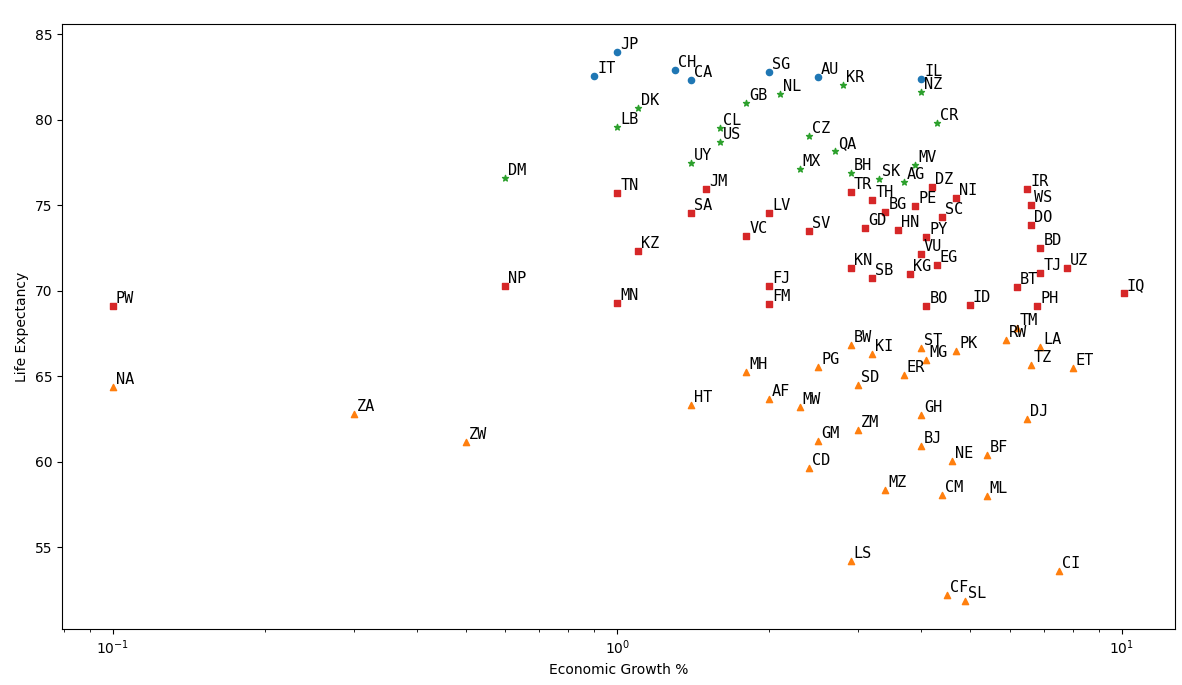 85
80
75
70
65
60
55
Life Expectancy
JP
IT
CH
CA
SG
AU
KR
IL
NZ
DK
LB
GB
NL
CL
US
CZ
CR
UY
MX
QA
BH
SK
AG
MV
DM
TN
JM
SA
LV
VC
SV
TR
TH
BG
GD
HN
PE
DZ
NI
SC
PY
VU
EG
IR
WS
DO
BD
TJ
UZ
KZ
NP
MN
FJ
FM
KN
SB
KG
BO
ID
BT
PH
IQ
PW
TM
RW
LA
TZ
ET
BW
KI
ST
MG
PK
ER
PG
MH
SD
NA
ZA
ZW
HT
AF
MW
GM
ZM
GH
DJ
CD
BJ
NE
BF
MZ
CM
ML
LS
CI
CF
SL
10⁻¹
10⁰
10¹
Economic Growth %